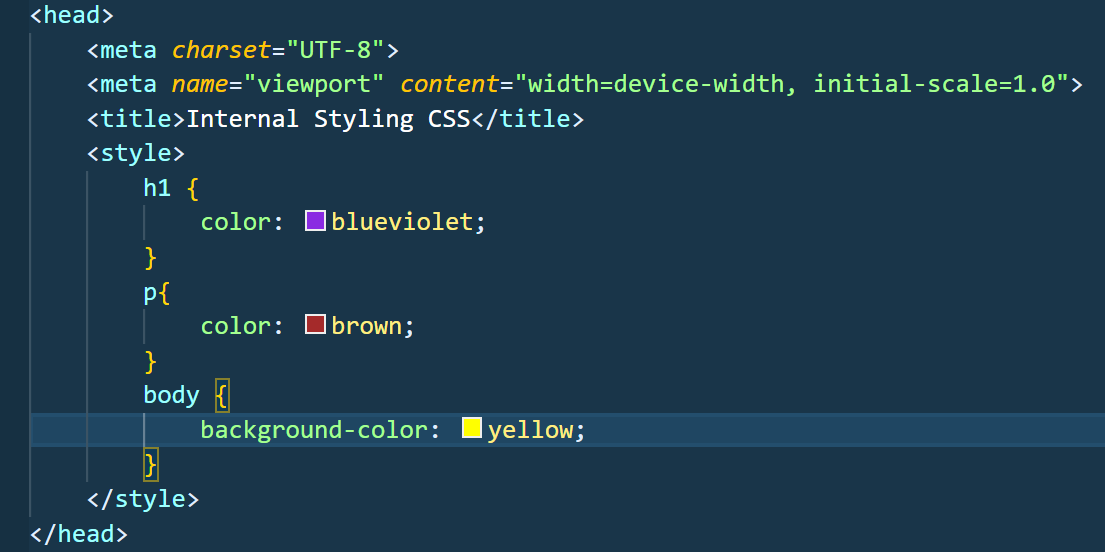 <head>
    <meta charset="UTF-8">
    <meta name="viewport" content="width=device-width, initial-scale=1.0">
    <title>Internal Styling CSS</title>
    <style>
        h1 {
            color: blueviolet;
        }
        p{
            color: brown;
        }
        body {
            background-color: yellow;
        }
    </style>
</head>